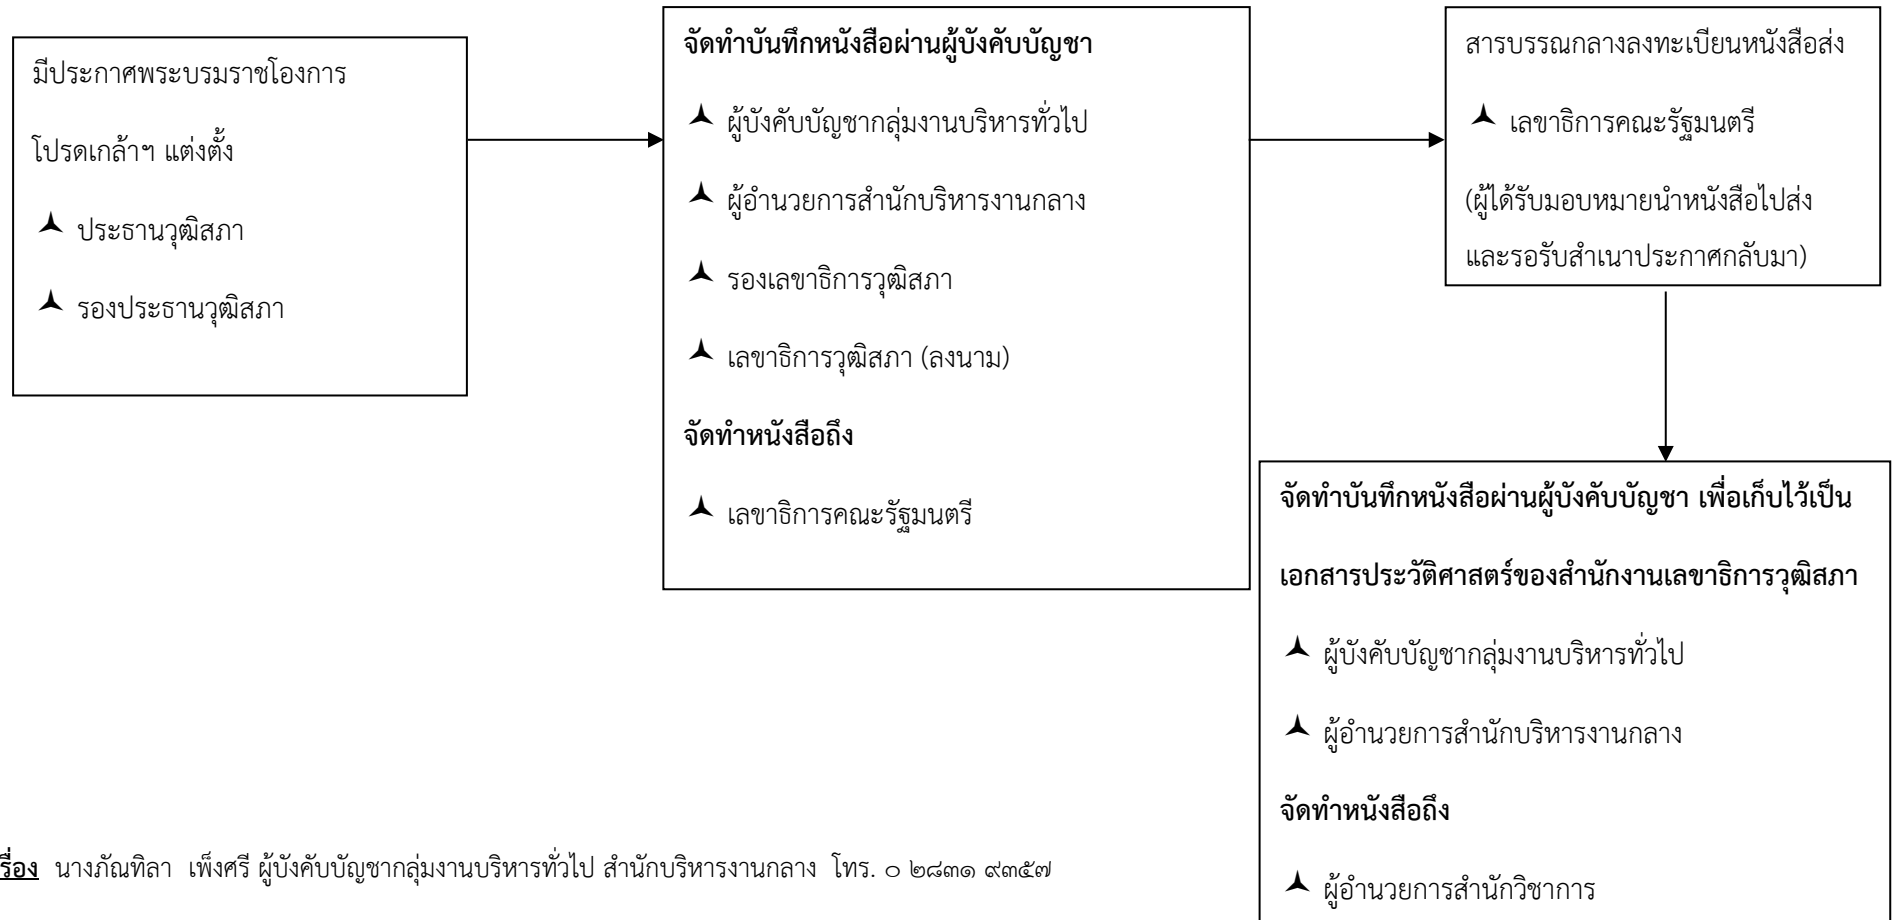 มีประกาศพระบรมราชโองการ
โปรดเกล้าฯ แต่งตั้ง
ประธานวุฒิสภา
รองประธานวุฒิสภา
จัดทำบันทึกหนังสือผ่านผู้บังคับบัญชา
ผู้บังคับบัญชากลุ่มงานบริหารทั่วไป
ผู้อำนวยการสำนักบริหารงานกลาง
รองเลขาธิการวุฒิสภา
เลขาธิการวุฒิสภา (ลงนาม)
จัดทำหนังสือถึง
เลขาธิการคณะรัฐมนตรี
สารบรรณกลางลงทะเบียนหนังสือส่ง
เลขาธิการคณะรัฐมนตรี
(ผู้ได้รับมอบหมายนำหนังสือไปส่ง
และรอรับสำเนาประกาศกลับมา)
จัดทำบันทึกหนังสือผ่านผู้บังคับบัญชา เพื่อเก็บไว้เป็น
เอกสารประวัติศาสตร์ของสำนักงานเลขาธิการวุฒิสภา
ผู้บังคับบัญชากลุ่มงานบริหารทั่วไป
ผู้อำนวยการสำนักบริหารงานกลาง
จัดทำหนังสือถึง
ผู้อำนวยการสำนักวิชาการ
รื่อง นางภัณฑิลา เพ็งศรี ผู้บังคับบัญชากลุ่มงานบริหารทั่วไป สำนักบริหารงานกลาง โทร. ๐ ๒๘๓๑ ๙๓๕๗